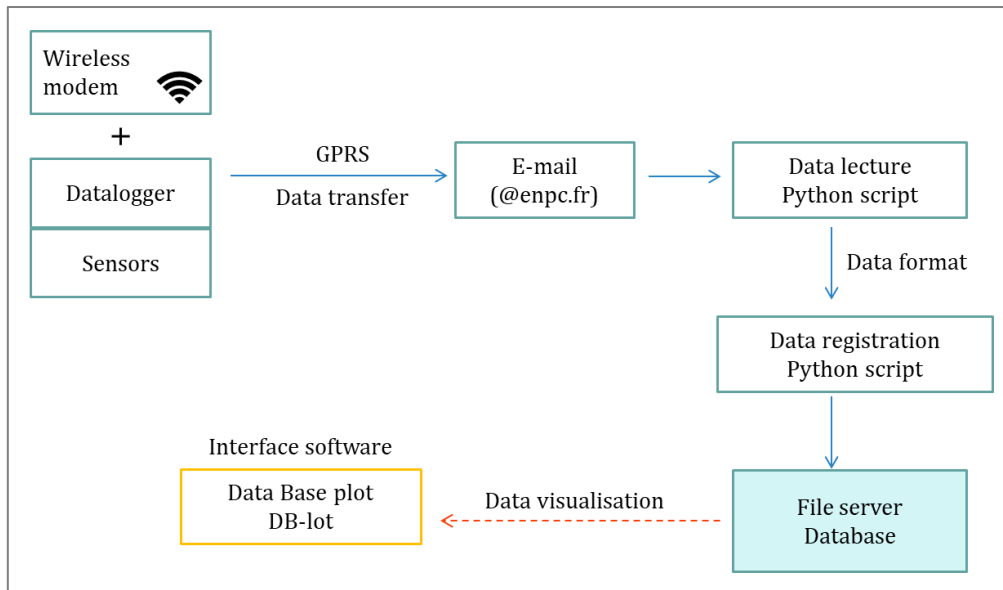 Wireless
modem
+
Datalogger
Sensors
GPRS
Data transfer
E-mail
(@enpc.fr)
Data lecture
Python script
Data format
Data registration
Python script
File server
Database
Data visualisation
Interface software
Data Base plot
DB-lot